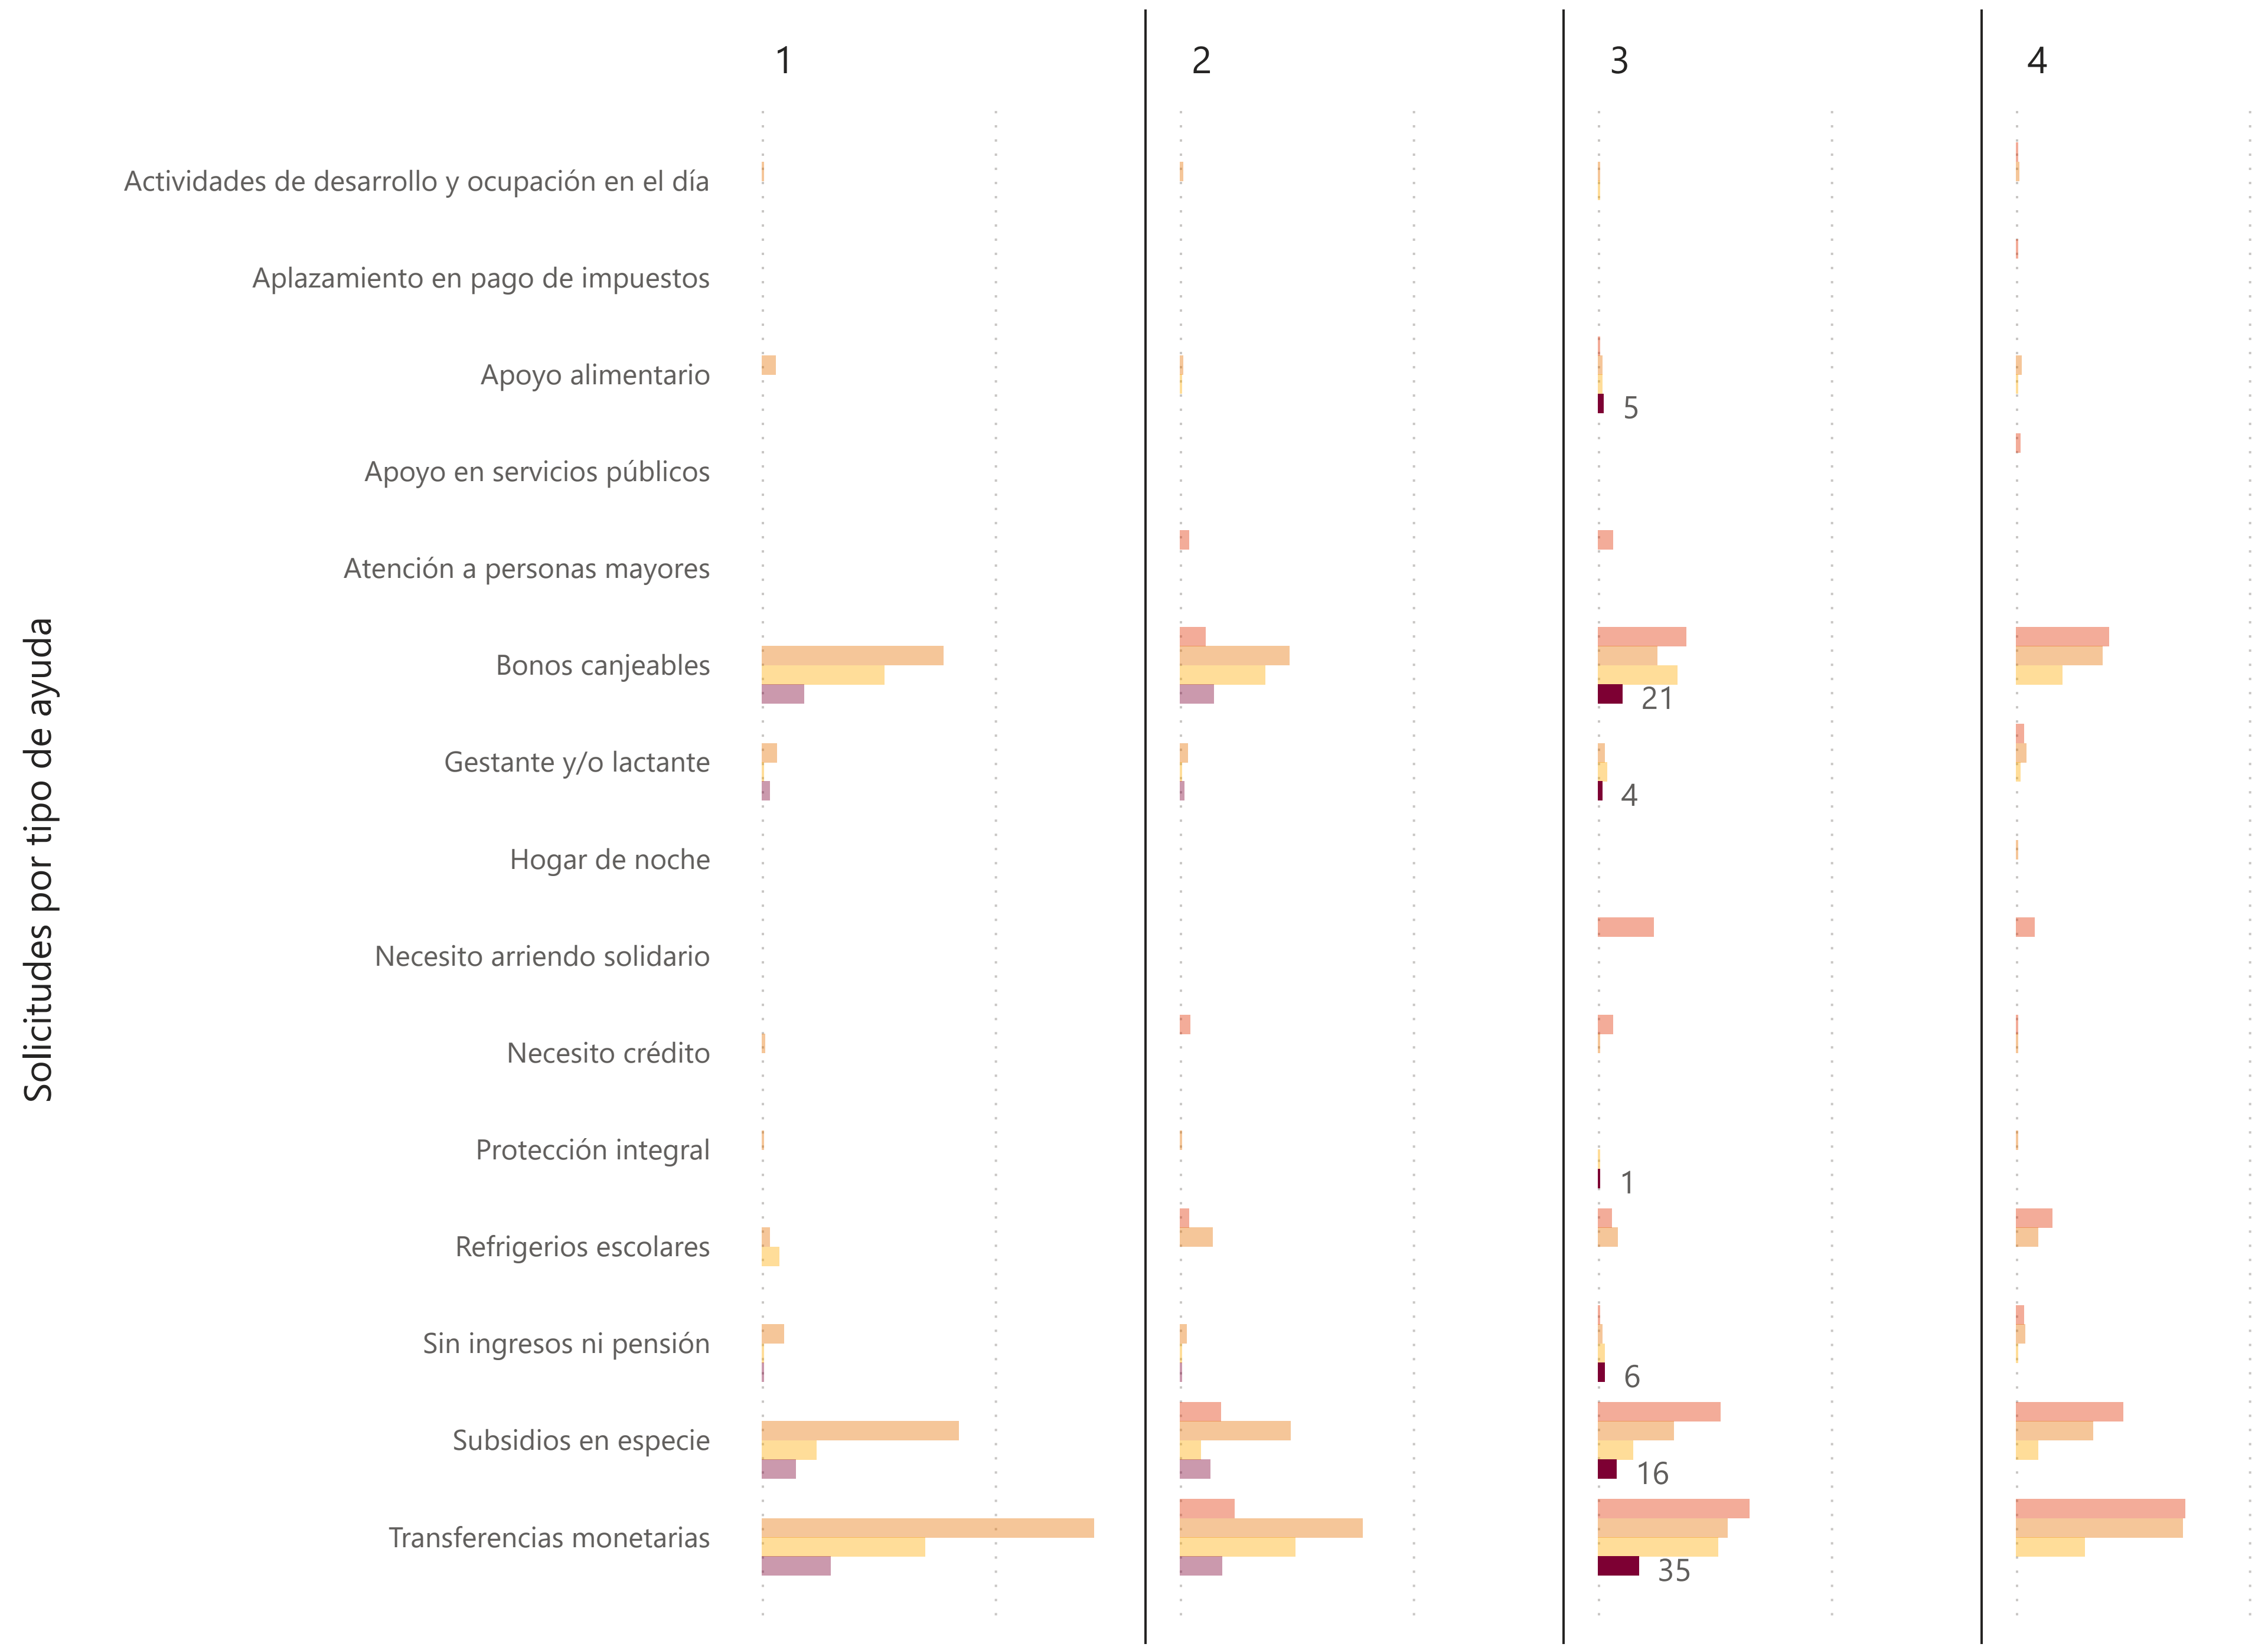 1
2
3
4
Solicitudes por tipo de ayuda
Actividades de desarrollo y ocupación en el día
Aplazamiento en pago de impuestos
Apoyo alimentario
5
Apoyo en servicios públicos
Atención a personas mayores
Bonos canjeables
21
Gestante y/o lactante
4
Hogar de noche
Necesito arriendo solidario
Necesito crédito
Protección integral
1
Refrigerios escolares
Sin ingresos ni pensión
6
Subsidios en especie
16
Transferencias monetarias
35